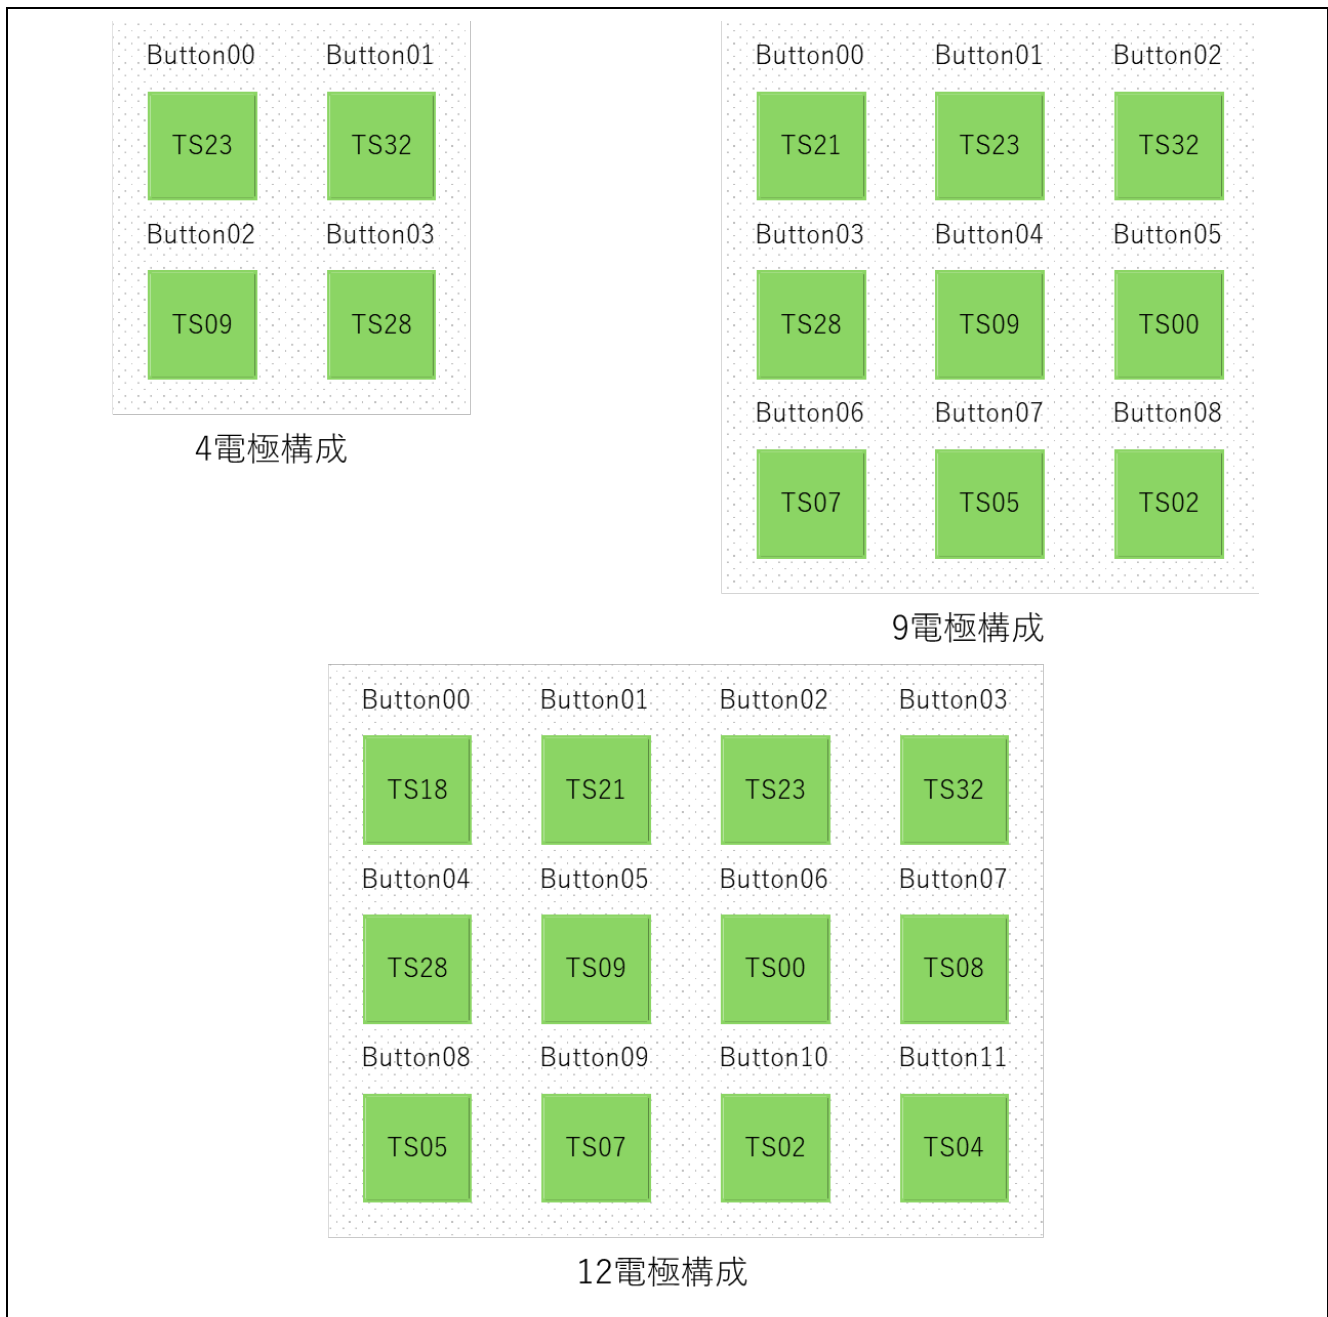 Button00 Button01
TS23 TS32
Button02 Button03
TS09 TS28
4電極構成
Button00 Button01 Button02
TS21 TS23 TS32
Button03 Button04 Button05
TS28 TS09 TS00
Button06 Button07 Button08
TS07 TS05 TS02
9電極構成
Button00 Button01 Button02 Button03
TS18 TS21 TS23 TS32
Button04 Button05 Button06 Button07
TS28 TS09 TS00 TS08
Button08 Button09 Button10 Button11
TS05 TS07 TS02 TS04
12電極構成